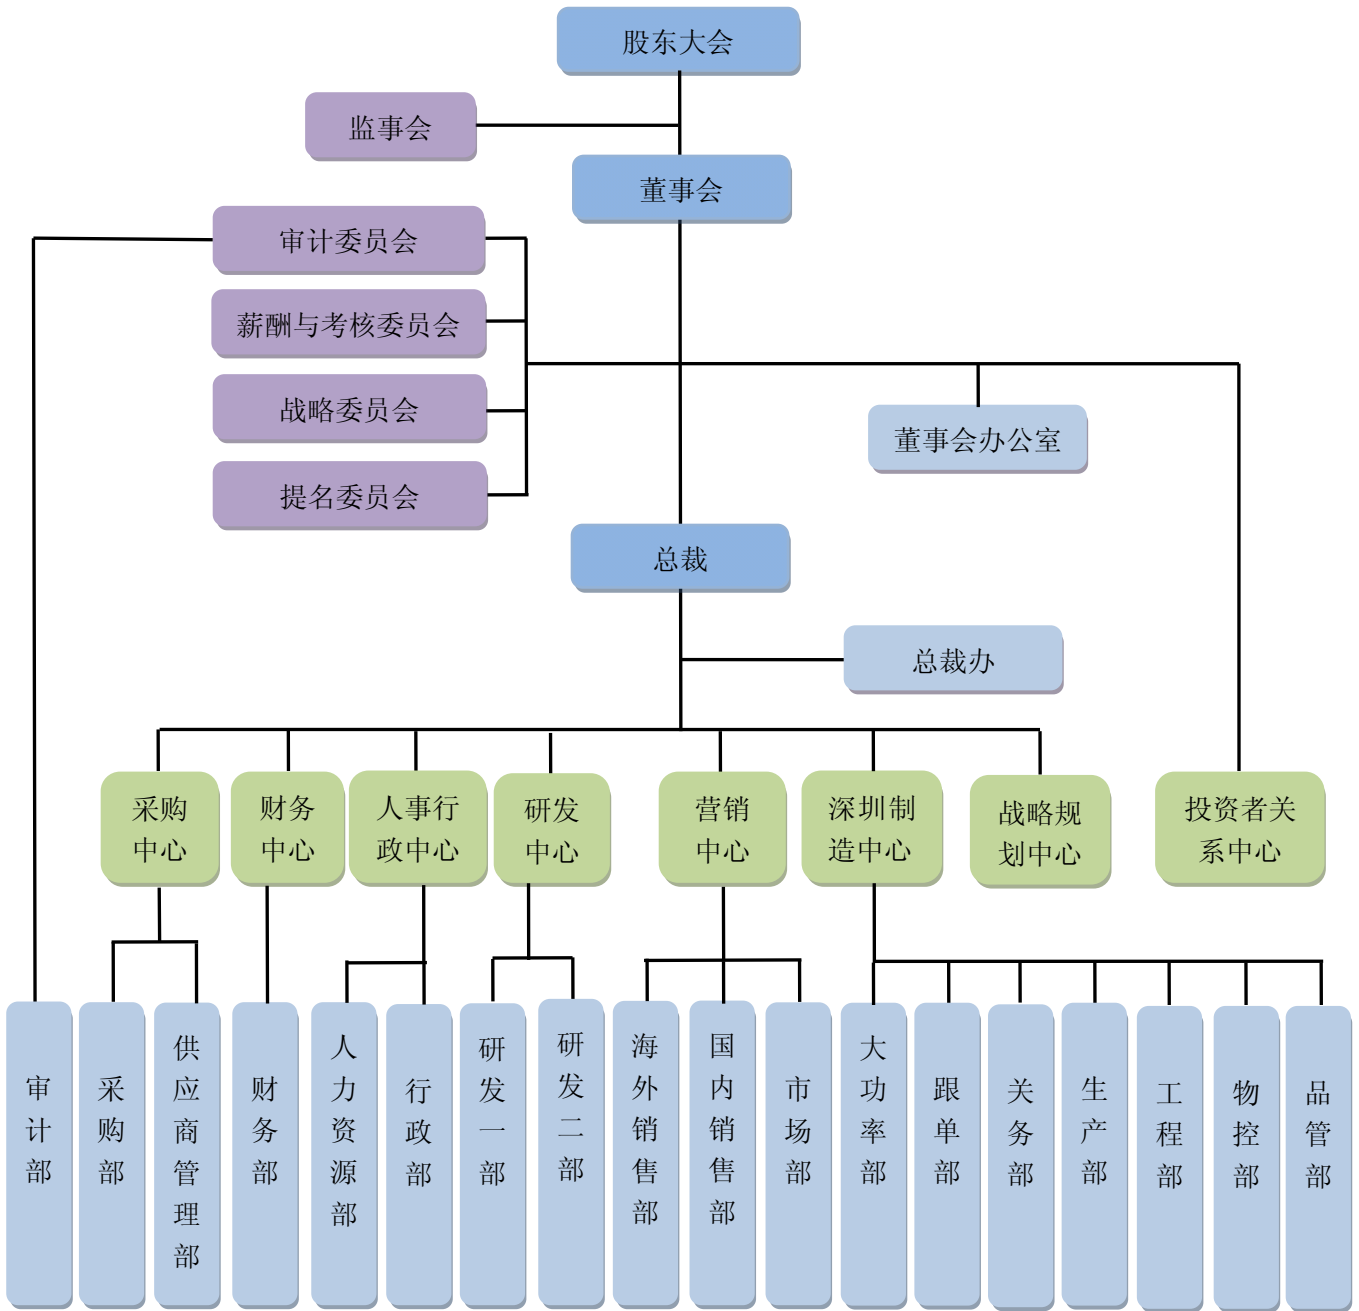 股东大会
监事会
董事会
审计委员会
薪酬与考核委员会
战略委员会
董事会办公室
提名委员会
总裁
总裁办
采购
中心
财务
中心
人事行
政中心
研发
中心
营销
中心
深圳制
造中心
战略规
划中心
投资者关
系中心
审计部
采购部
供应商管理部
财务部
人力资源部
行政部
研发一部
研发二部
海外销售部
国内销售部
市场部
大功率部
跟单部
关务部
生产部
工程部
物控部
品管部